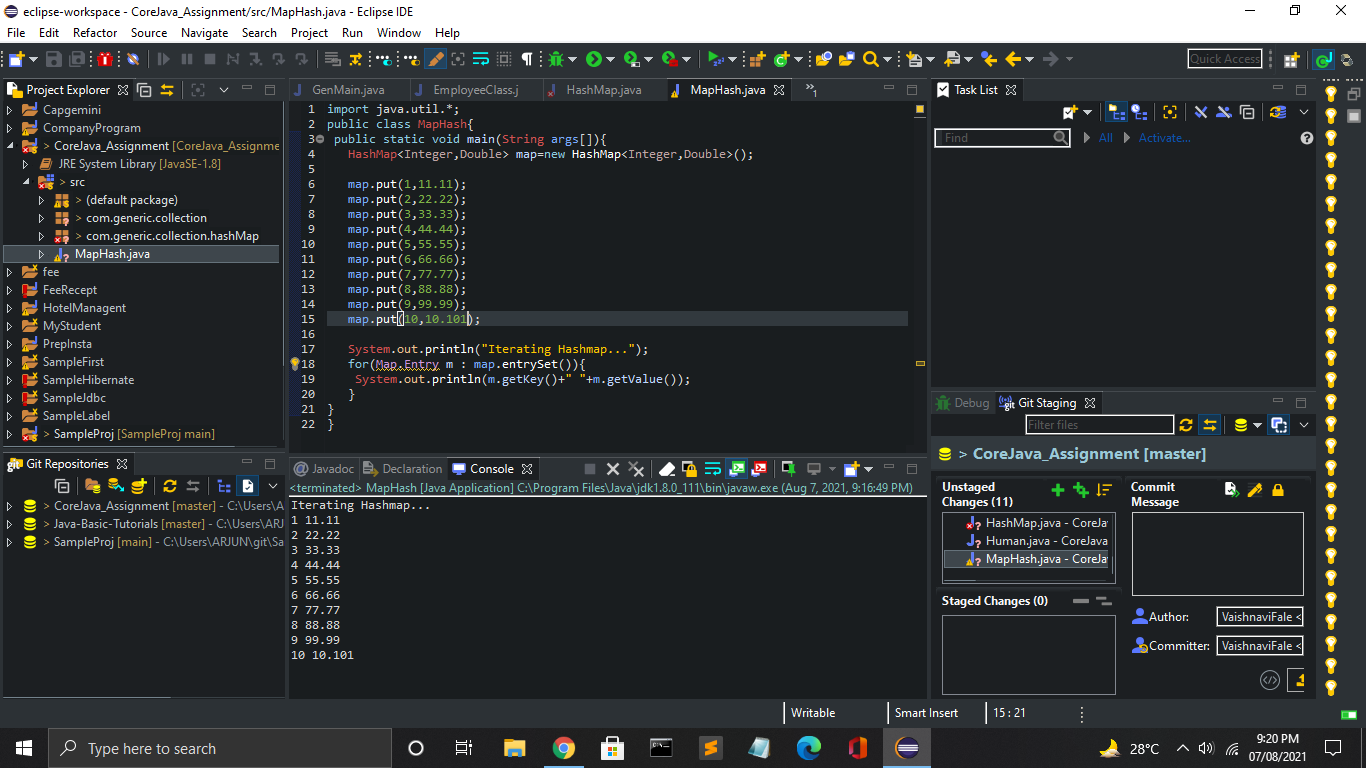 eclipse-workspace - CoreJava_Assignment/src/MapHash.java - Eclipse IDE
File Edit Refactor Source Navigate Search Project Run Window Help
Quick Access
Project Explorer
Capgemini
CompanyProgram
> CoreJava_Assignment [CoreJava_Assignme
JRE System Library [JavaSE-1.8]
> src
> (default package)
> com.generic.collection
> com.generic.collection.hashMap
MapHash.java
fee
FeeRecept
HotelManagent
MyStudent
PrepInsta
SampleFirst
SampleHibernate
SampleJdbc
SampleLabel
> SampleProj [SampleProj main]
Git Repositories
> CoreJava_Assignment [master] - C:\Users\A
> Java-Basic-Tutorials [master] - C:\Users\ARJ
> SampleProj [main] - C:\Users\ARJUN\git\Sa
GenMain.java EmployeeClass.j HashMap.java MapHash.java »1
1 import java.util.*;
2 public class MapHash{
3 public static void main(String args[]){
4 HashMap<Integer,Double> map=new HashMap<Integer,Double>();
5
6 map.put(1,11.11);
7 map.put(2,22.22);
8 map.put(3,33.33);
9 map.put(4,44.44);
10 map.put(5,55.55);
11 map.put(6,66.66);
12 map.put(7,77.77);
13 map.put(8,88.88);
14 map.put(9,99.99);
15 map.put(10,10.101);
16
17 System.out.println("Iterating Hashmap...");
18 for(Map.Entry m : map.entrySet()){
19 System.out.println(m.getKey()+" "+m.getValue());
20 }
21 }
22 }
@ Javadoc Declaration Console
<terminated> MapHash [Java Application] C:\Program Files\Java\jdk1.8.0_111\bin\javaw.exe (Aug 7, 2021, 9:16:49 PM)
Iterating Hashmap...
1 11.11
2 22.22
3 33.33
4 44.44
5 55.55
6 66.66
7 77.77
8 88.88
9 99.99
10 10.101
Task List
Find All Activate...
Debug Git Staging
Filter files
> CoreJava_Assignment [master]
Unstaged Changes (11)
HashMap.java - CoreJa
Human.java - CoreJava
MapHash.java - CoreJa
Staged Changes (0)
Commit Message
Author: VaishnaviFale <
Committer: VaishnaviFale <
Writable Smart Insert 15 : 21
Type here to search
28°C
9:20 PM
07/08/2021